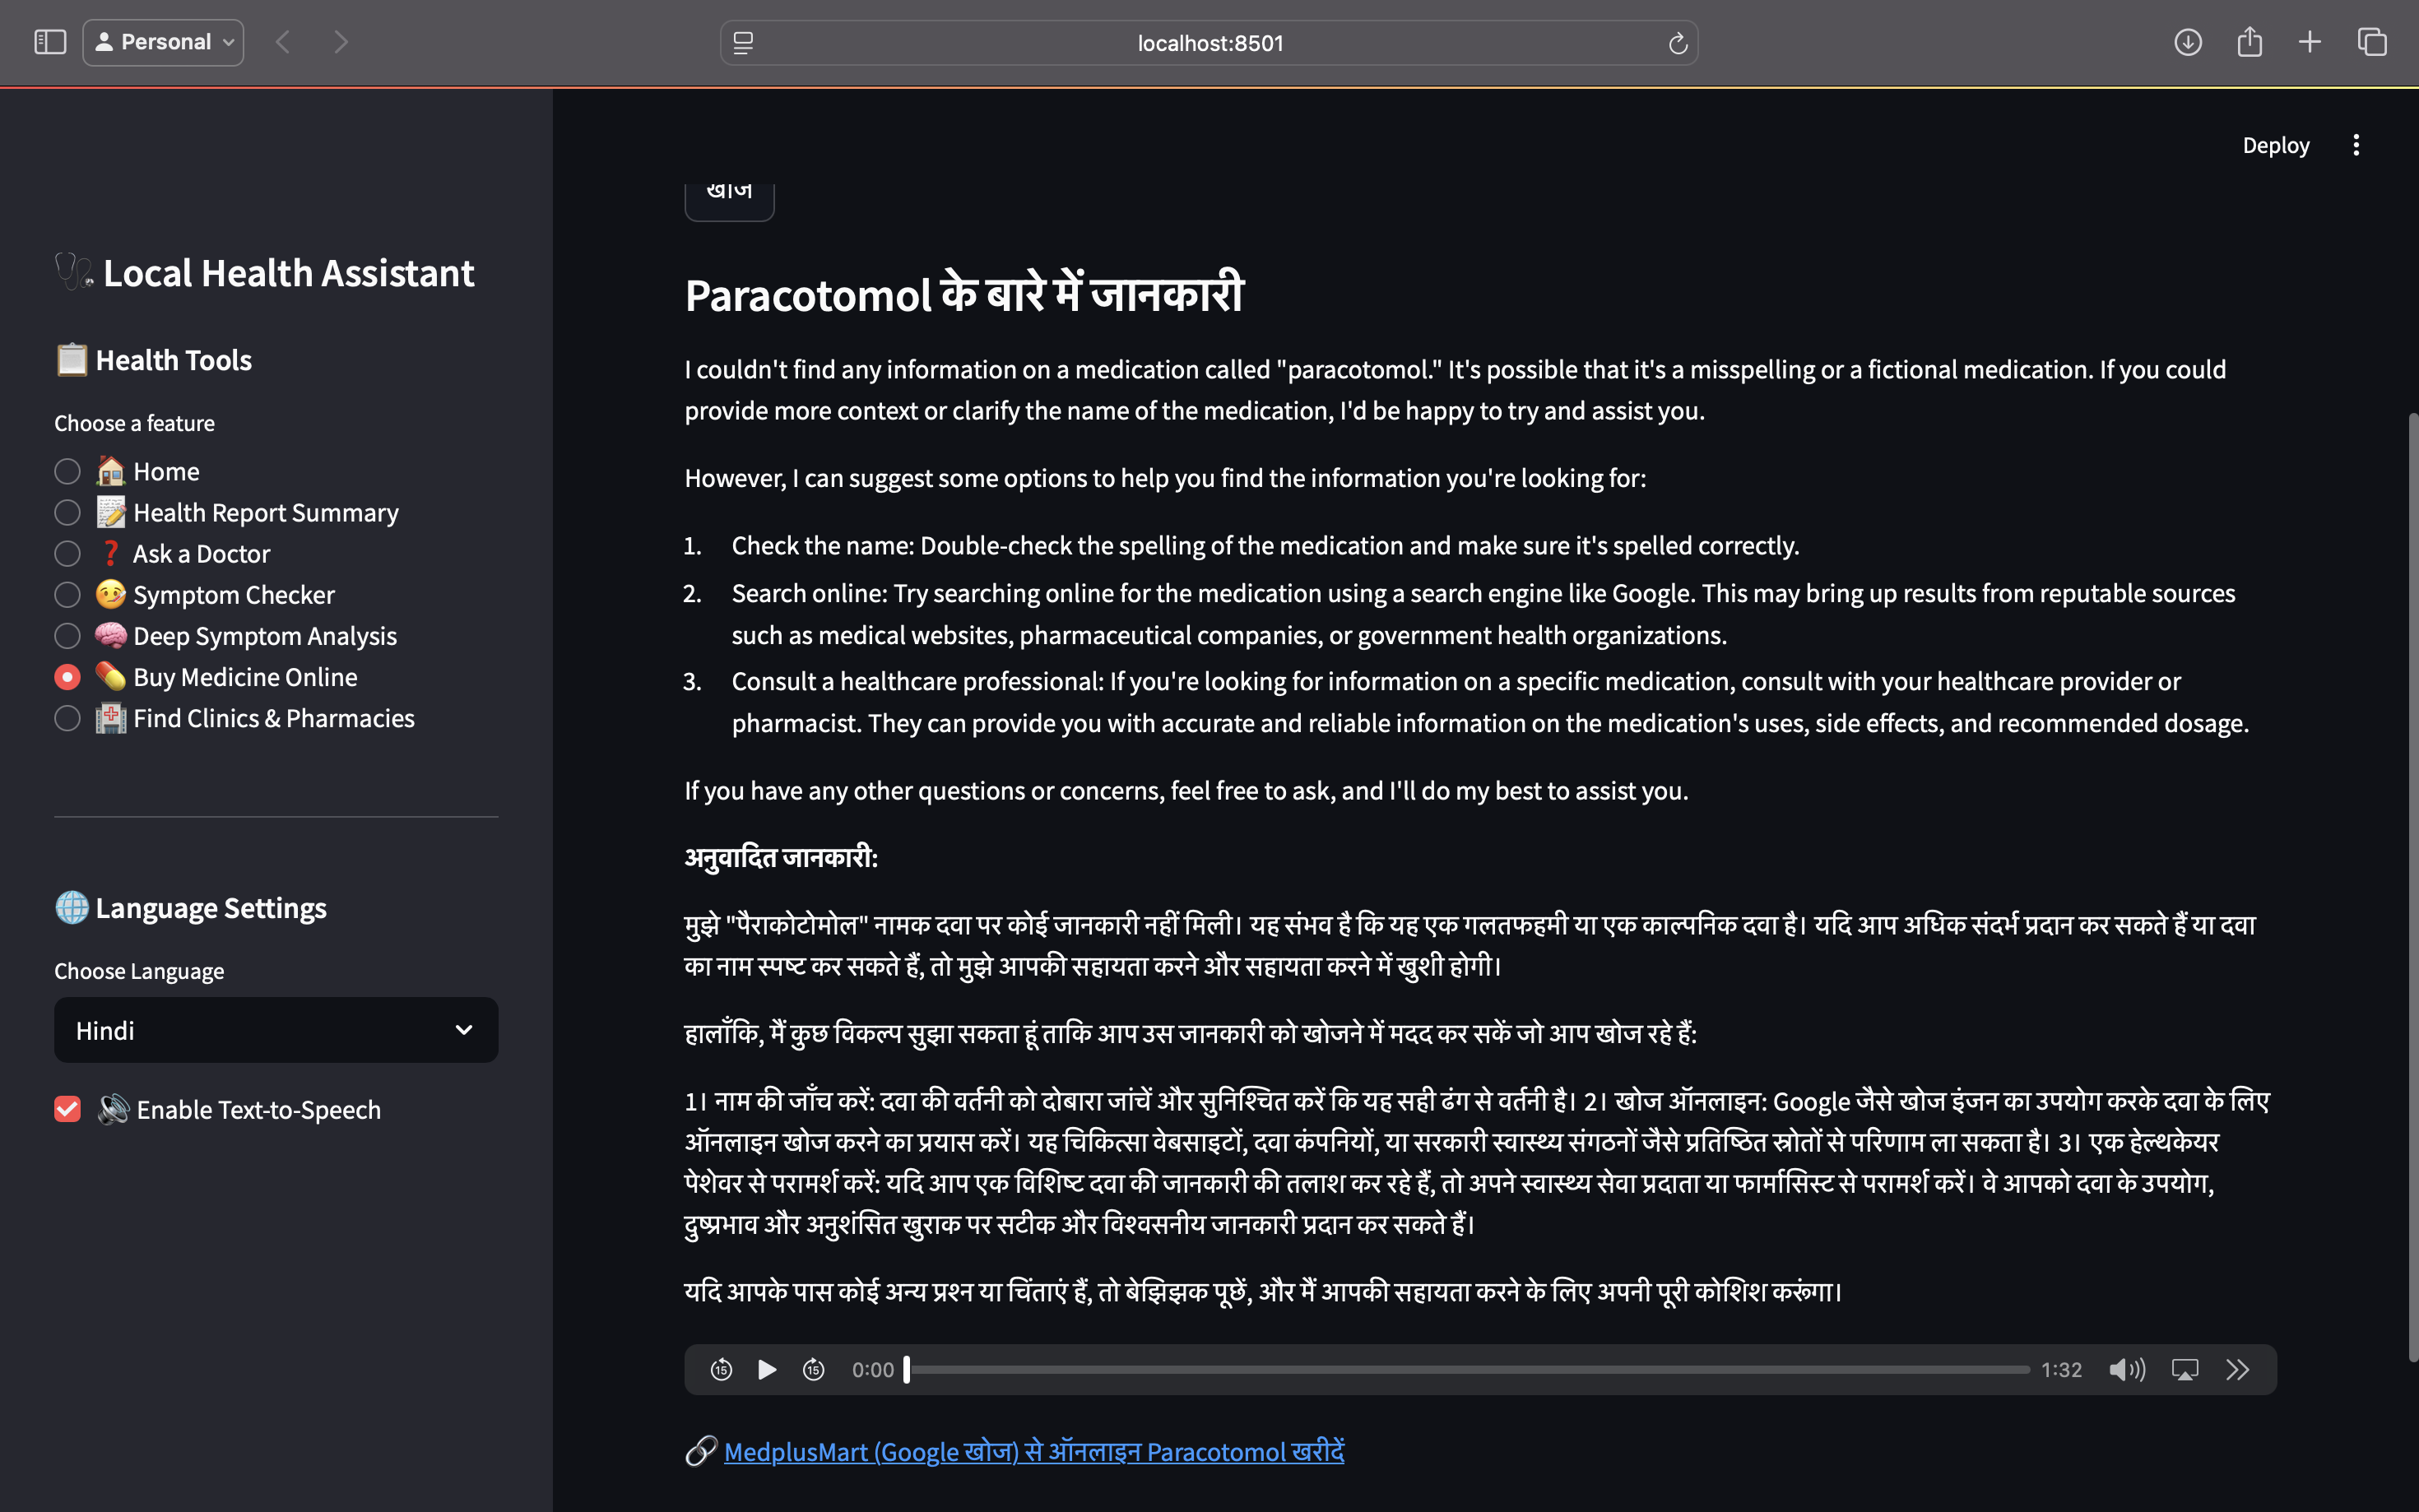 Personal
localhost:8501
Deploy
खोज
🩺 Local Health Assistant
📋 Health Tools
Choose a feature
🏠 Home
📝 Health Report Summary
❓ Ask a Doctor
🤒 Symptom Checker
🧠 Deep Symptom Analysis
💊 Buy Medicine Online
🏥 Find Clinics & Pharmacies
🌐 Language Settings
Choose Language
Hindi
🔊 Enable Text-to-Speech
Paracotomol के बारे में जानकारी
I couldn't find any information on a medication called "paracotomol." It's possible that it's a misspelling or a fictional medication. If you could
provide more context or clarify the name of the medication, I'd be happy to try and assist you.
However, I can suggest some options to help you find the information you're looking for:
1. Check the name: Double-check the spelling of the medication and make sure it's spelled correctly.
2. Search online: Try searching online for the medication using a search engine like Google. This may bring up results from reputable sources
such as medical websites, pharmaceutical companies, or government health organizations.
3. Consult a healthcare professional: If you're looking for information on a specific medication, consult with your healthcare provider or
pharmacist. They can provide you with accurate and reliable information on the medication's uses, side effects, and recommended dosage.
If you have any other questions or concerns, feel free to ask, and I'll do my best to assist you.
अनुवादित जानकारी:
मुझे "पैराकोटोमोल" नामक दवा पर कोई जानकारी नहीं मिली। यह संभव है कि यह एक गलतफहमी या एक काल्पनिक दवा है। यदि आप अधिक संदर्भ प्रदान कर सकते हैं या दवा
का नाम स्पष्ट कर सकते हैं, तो मुझे आपकी सहायता करने और सहायता करने में खुशी होगी।
हालाँकि, मैं कुछ विकल्प सुझा सकता हूं ताकि आप उस जानकारी को खोजने में मदद कर सकें जो आप खोज रहे हैं:
1। नाम की जाँच करें: दवा की वर्तनी को दोबारा जांचें और सुनिश्चित करें कि यह सही ढंग से वर्तनी है। 2। खोज ऑनलाइन: Google जैसे खोज इंजन का उपयोग करके दवा के लिए
ऑनलाइन खोज करने का प्रयास करें। यह चिकित्सा वेबसाइटों, दवा कंपनियों, या सरकारी स्वास्थ्य संगठनों जैसे प्रतिष्ठित स्रोतों से परिणाम ला सकता है। 3। एक हेल्थकेयर
पेशेवर से परामर्श करें: यदि आप एक विशिष्ट दवा की जानकारी की तलाश कर रहे हैं, तो अपने स्वास्थ्य सेवा प्रदाता या फार्मासिस्ट से परामर्श करें। वे आपको दवा के उपयोग,
दुष्प्रभाव और अनुशंसित खुराक पर सटीक और विश्वसनीय जानकारी प्रदान कर सकते हैं।
यदि आपके पास कोई अन्य प्रश्न या चिंताएं हैं, तो बेझिझक पूछें, और मैं आपकी सहायता करने के लिए अपनी पूरी कोशिश करूंगा।
15 15 0:00 1:32
🔗 MedplusMart (Google खोज) से ऑनलाइन Paracotomol खरीदें